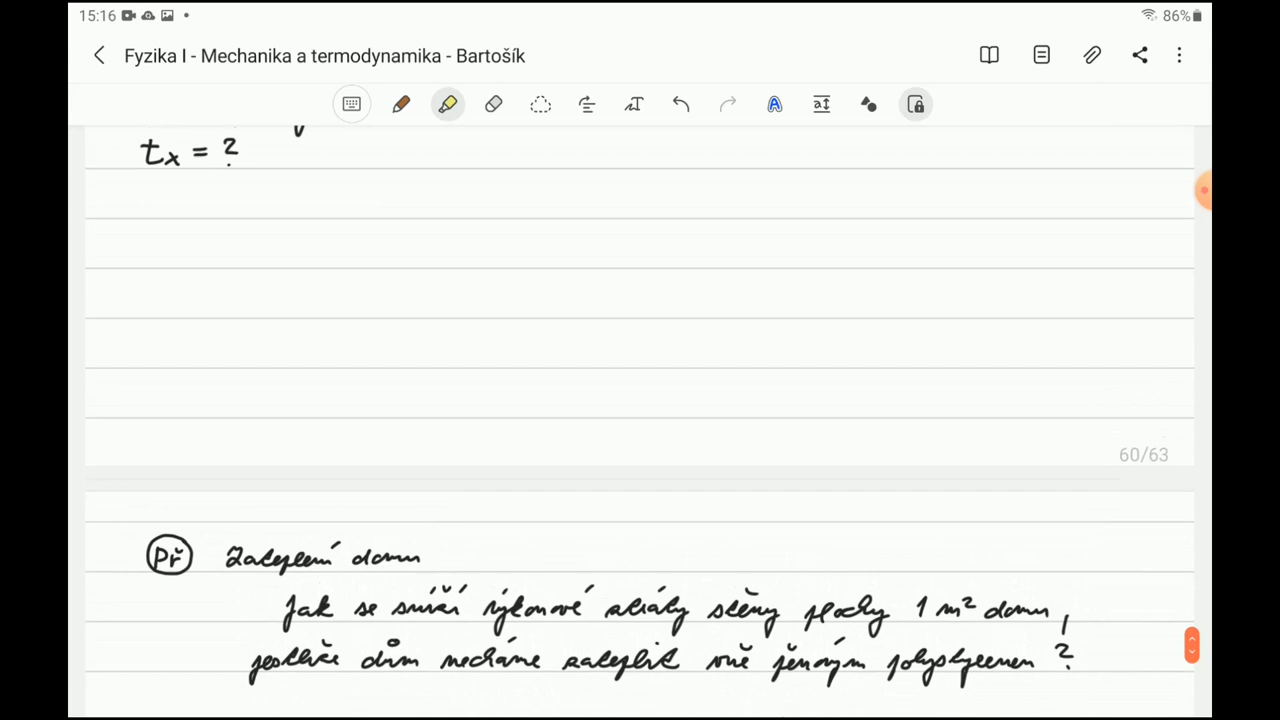 15:16
86%
Fyzika I - Mechanika a termodynamika - Bartošík
tx = ?
60/63
Př Zateplení domu
Jak se sníží výkonové ztráty stěny plochy 1 m² domu,
jestliže dům necháme zateplit vně pěnovým polystyrenem ?